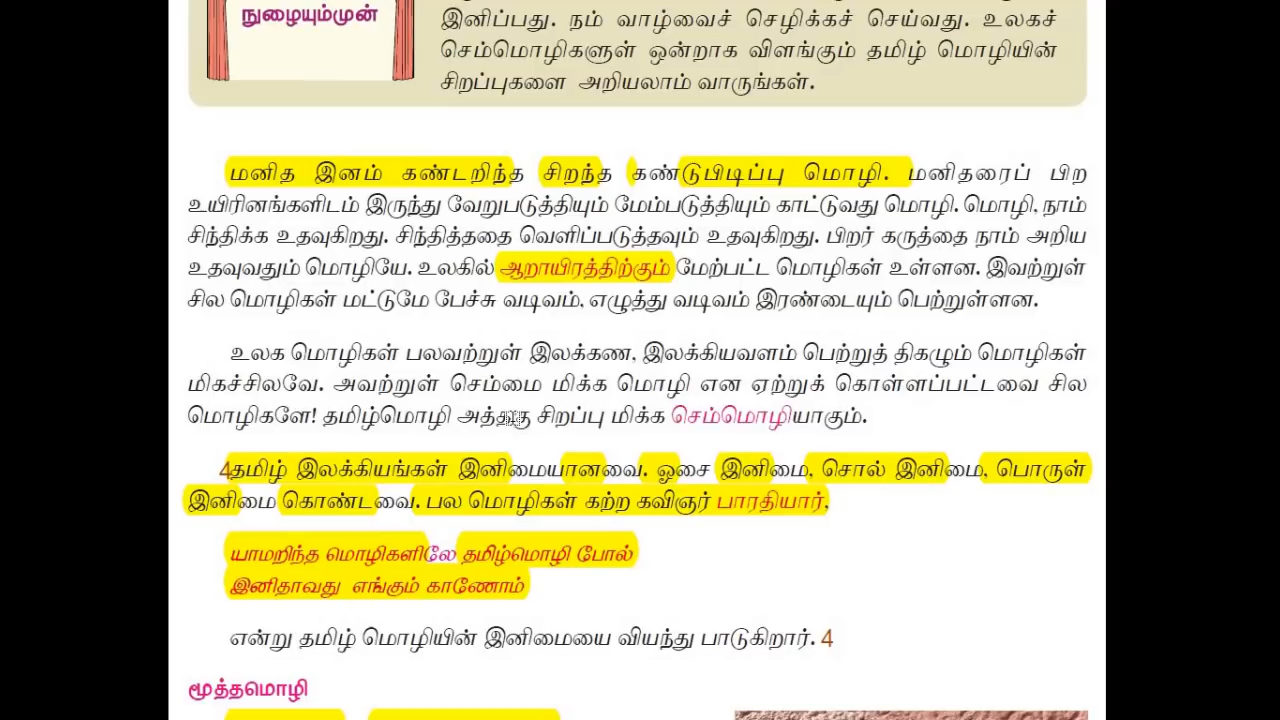 நுழையும்முன்
இனிப்பது. நம் வாழ்வைச் செழிக்கச் செய்வது. உலகச்
செம்மொழிகளுள் ஒன்றாக விளங்கும் தமிழ் மொழியின்
சிறப்புகளை அறியலாம் வாருங்கள்.
மனித இனம் கண்டறிந்த சிறந்த கண்டுபிடிப்பு மொழி. மனிதரைப் பிற
உயிரினங்களிடம் இருந்து வேறுபடுத்தியும் மேம்படுத்தியும் காட்டுவது மொழி. மொழி, நாம்
சிந்திக்க உதவுகிறது. சிந்தித்ததை வெளிப்படுத்தவும் உதவுகிறது. பிறர் கருத்தை நாம் அறிய
உதவுவதும் மொழியே. உலகில் ஆறாயிரத்திற்கும் மேற்பட்ட மொழிகள் உள்ளன. இவற்றுள்
சில மொழிகள் மட்டுமே பேச்சு வடிவம், எழுத்து வடிவம் இரண்டையும் பெற்றுள்ளன.
உலக மொழிகள் பலவற்றுள் இலக்கண, இலக்கியவளம் பெற்றுத் திகழும் மொழிகள்
மிகச்சிலவே. அவற்றுள் செம்மை மிக்க மொழி என ஏற்றுக் கொள்ளப்பட்டவை சில
மொழிகளே! தமிழ்மொழி அத்தகு சிறப்பு மிக்க செம்மொழியாகும்.
4தமிழ் இலக்கியங்கள் இனிமையானவை. ஓசை இனிமை, சொல் இனிமை, பொருள்
இனிமை கொண்டவை. பல மொழிகள் கற்ற கவிஞர் பாரதியார்,
யாமறிந்த மொழிகளிலே தமிழ்மொழி போல்
இனிதாவது எங்கும் காணோம்
என்று தமிழ் மொழியின் இனிமையை வியந்து பாடுகிறார். 4
மூத்தமொழி